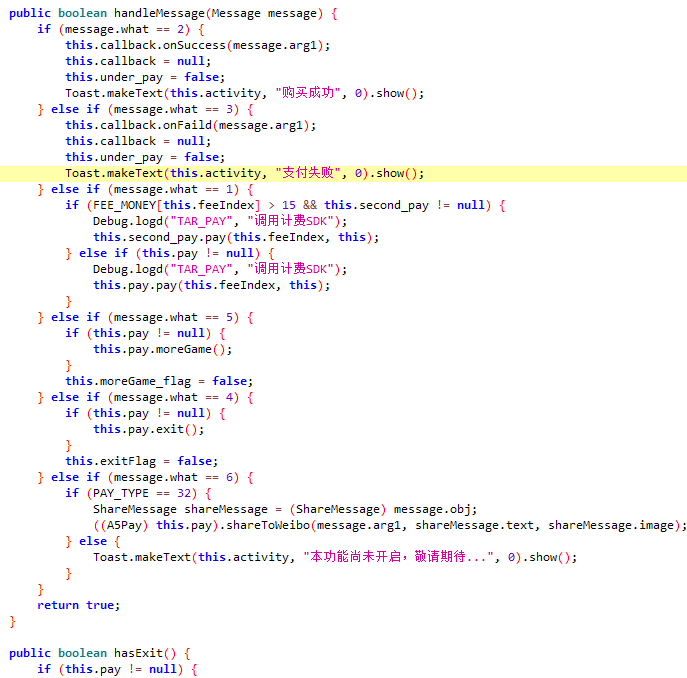 public boolean handleMessage(Message message) {
    if (message.what == 2) {
        this.callback.onSuccess(message.arg1);
        this.callback = null;
        this.under_pay = false;
        Toast.makeText(this.activity, "购买成功", 0).show();
    } else if (message.what == 3) {
        this.callback.onFaild(message.arg1);
        this.callback = null;
        this.under_pay = false;
        Toast.makeText(this.activity, "支付失败", 0).show();
    } else if (message.what == 1) {
        if (FEE_MONEY[this.feeIndex] > 15 && this.second_pay != null) {
            Debug.logd("TAR_PAY", "调用计费SDK");
            this.second_pay.pay(this.feeIndex, this);
        } else if (this.pay != null) {
            Debug.logd("TAR_PAY", "调用计费SDK");
            this.pay.pay(this.feeIndex, this);
        }
    } else if (message.what == 5) {
        if (this.pay != null) {
            this.pay.moreGame();
        }
        this.moreGame_flag = false;
    } else if (message.what == 4) {
        if (this.pay != null) {
            this.pay.exit();
        }
        this.exitFlag = false;
    } else if (message.what == 6) {
        if (PAY_TYPE == 32) {
            ShareMessage shareMessage = (ShareMessage) message.obj;
            ((A5Pay) this.pay).shareToWeibo(message.arg1, shareMessage.text, shareMessage.image);
        } else {
            Toast.makeText(this.activity, "本功能尚未开启，敬请期待...", 0).show();
        }
    }
    return true;
}
public boolean hasExit() {
    if (this.pay != null) {